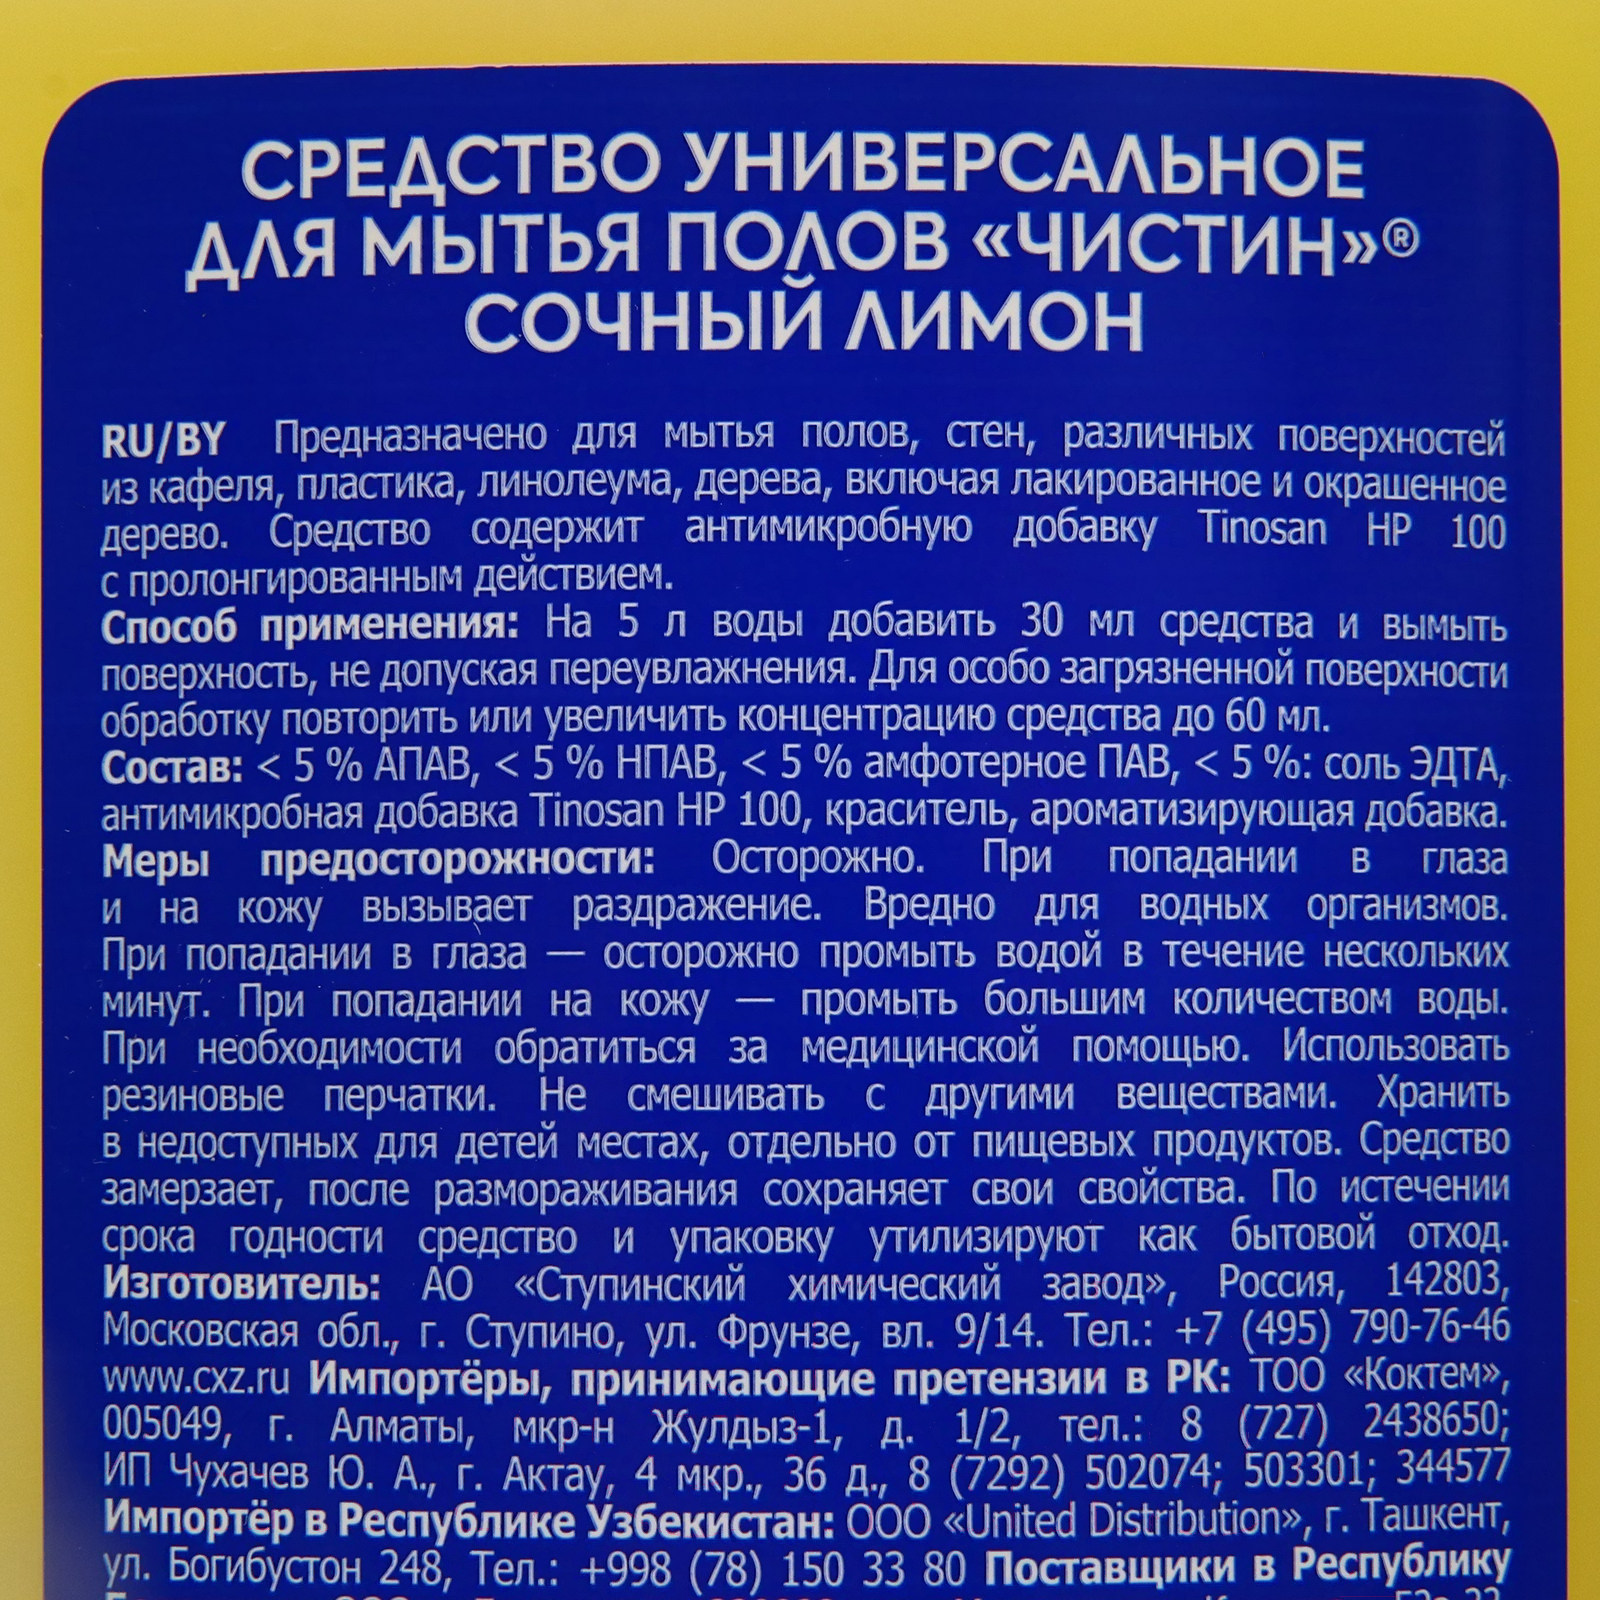 СРЕДСТВО УНИВЕРСАЛЬНОЕ
ДЛЯ МЫТЬЯ ПОЛОВ «ЧИСТИН»®
СОЧНЫЙ ЛИМОН
RU/BY Предназначено для мытья полов, стен, различных поверхностей
из кафеля, пластика, линолеума, дерева, включая лакированное и окрашенное
дерево. Средство содержит антимикробную добавку Tinosan HP 100
с пролонгированным действием.
Способ применения: На 5 л воды добавить 30 мл средства и вымыть
поверхность, не допуская переувлажнения. Для особо загрязненной поверхности
обработку повторить или увеличить концентрацию средства до 60 мл.
Состав: < 5 % АПАВ, < 5 % НПАВ, < 5 % амфотерное ПАВ, < 5 %: соль ЭДТА,
антимикробная добавка Tinosan HP 100, краситель, ароматизирующая добавка.
Меры предосторожности: Осторожно. При попадании в глаза
и на кожу вызывает раздражение. Вредно для водных организмов.
При попадании в глаза — осторожно промыть водой в течение нескольких
минут. При попадании на кожу — промыть большим количеством воды.
При необходимости обратиться за медицинской помощью. Использовать
резиновые перчатки. Не смешивать с другими веществами. Хранить
в недоступных для детей местах, отдельно от пищевых продуктов. Средство
замерзает, после размораживания сохраняет свои свойства. По истечении
срока годности средство и упаковку утилизируют как бытовой отход.
Изготовитель: АО «Ступинский химический завод», Россия, 142803,
Московская обл., г. Ступино, ул. Фрунзе, вл. 9/14. Тел.: +7 (495) 790-76-46
www.cxz.ru Импортёры, принимающие претензии в РК: ТОО «Коктем»,
005049, г. Алматы, мкр-н Жулдыз-1, д. 1/2, тел.: 8 (727) 2438650;
ИП Чухачев Ю. А., г. Актау, 4 мкр., 36 д., 8 (7292) 502074; 503301; 344577
Импортёр в Республике Узбекистан: ООО «United Distribution», г. Ташкент,
ул. Богибустон 248, Тел.: +998 (78) 150 33 80 Поставщики в Республику